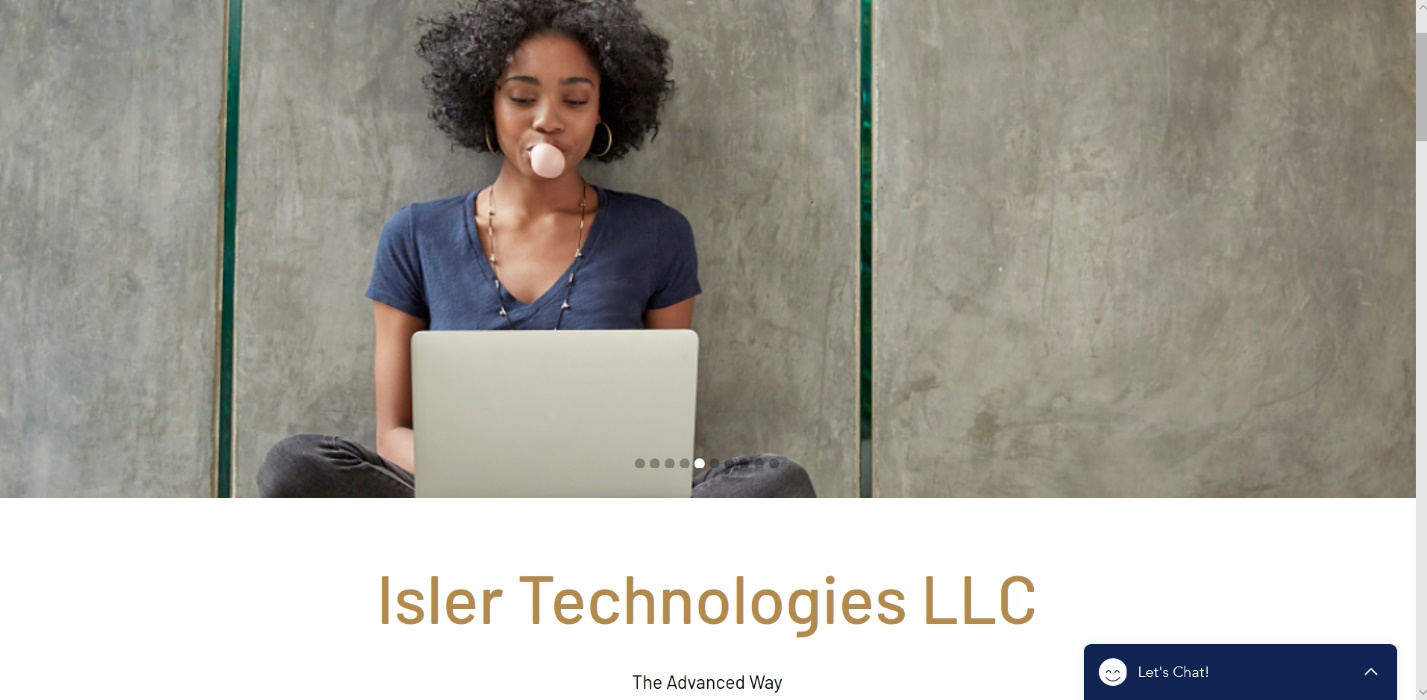 Isler Technologies LLC
The Advanced Way
Let's Chat!